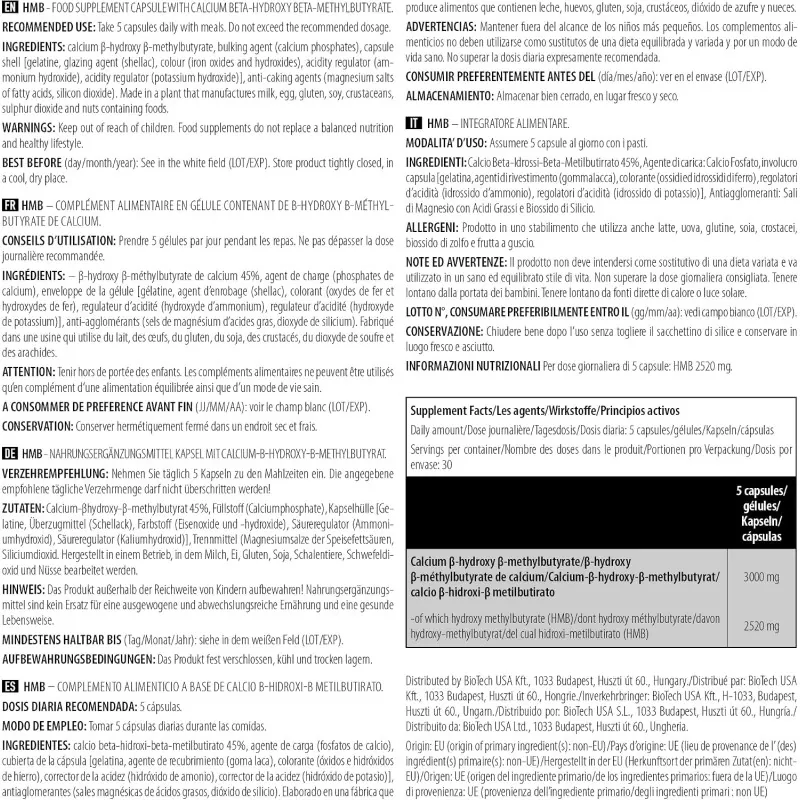 EN HMB - FOOD SUPPLEMENT CAPSULE WITH CALCIUM BETA-HYDROXY BETA-METHYLBUTYRATE.
RECOMMENDED USE: Take 5 capsules daily with meals. Do not exceed the recommended dosage.
INGREDIENTS: calcium β-hydroxy β-methylbutyrate, bulking agent (calcium phosphates), capsule
shell [gelatine, glazing agent (shellac), colour (iron oxides and hydroxides), acidity regulator (am-
monium hydroxide), acidity regulator (potassium hydroxide)], anti-caking agents (magnesium salts
of fatty acids, silicon dioxide). Made in a plant that manufactures milk, egg, gluten, soy, crustaceans,
sulphur dioxide and nuts containing foods.
WARNINGS: Keep out of reach of children. Food supplements do not replace a balanced nutrition
and healthy lifestyle.
BEST BEFORE (day/month/year): See in the white field (LOT/EXP). Store product tightly closed, in
a cool, dry place.
FR HMB – COMPLÉMENT ALIMENTAIRE EN GÉLULE CONTENANT DE B-HYDROXY B-MÉTHYL-
BUTYRATE DE CALCIUM.
CONSEILS D'UTILISATION: Prendre 5 gélules par jour pendant les repas. Ne pas dépasser la dose
journalière recommandée.
INGRÉDIENTS: – β-hydroxy β-méthylbutyrate de calcium 45%, agent de charge (phosphates de
calcium), enveloppe de la gélule [gélatine, agent d'enrobage (shellac), colorant (oxydes de fer et
hydroxydes de fer), regulateur d'acidité (hydroxyde d'ammonium), regulateur d'acidité (hydroxyde
de potassium)], anti-agglomérants (sels de magnésium d'acides gras, dioxyde de silicium). Fabriqué
dans une usine qui utilise du lait, des œufs, du gluten, du soja, des crustacés, du dioxyde de soufre et
des arachides.
ATTENTION: Tenir hors de portée des enfants. Les compléments alimentaires ne peuvent être utilisés
qu'en complément d'une alimentation équilibrée ainsi que d'un mode de vie sain.
A CONSOMMER DE PREFERENCE AVANT FIN (JJ/MM/AA): voir le champ blanc (LOT/EXP).
CONSERVATION: Conserver hermétiquement fermé dans un endroit sec et frais.
DE HMB - NAHRUNGSERGÄNZUNGSMITTEL KAPSEL MIT CALCIUM-B-HYDROXY-B-METHYLBUTYRAT.
VERZEHREMPFEHLUNG: Nehmen Sie täglich 5 Kapseln zu den Mahlzeiten ein. Die angegebene
empfohlene tägliche Verzehrmenge darf nicht überschritten werden!
ZUTATEN: Calcium-βhydroxy-β-methylbutyrat 45%, Füllstoff (Calciumphosphate), Kapselhülle [Ge-
latine, Überzugmittel (Schellack), Farbstoff (Eisenoxide und -hydroxide), Säureregulator (Ammoni-
umhydroxid), Säureregulator (Kaliumhydroxid)], Trennmittel (Magnesiumsalze der Speisefettsäuren,
Siliciumdioxid. Hergestellt in einem Betrieb, in dem Milch, Ei, Gluten, Soja, Schalentiere, Schwefeldi-
oxid und Nüsse bearbeitet werden.
HINWEIS: Das Produkt außerhalb der Reichweite von Kindern aufbewahren! Nahrungsergänzungs-
mittel sind kein Ersatz für eine ausgewogene und abwechslungsreiche Ernährung und eine gesunde
Lebensweise.
MINDESTENS HALTBAR BIS (Tag/Monat/Jahr): siehe in dem weißen Feld (LOT/EXP).
AUFBEWAHRUNGSBEDINGUNGEN: Das Produkt fest verschlossen, kühl und trocken lagern.
ES HMB – COMPLEMENTO ALIMENTICIO A BASE DE CALCIO B-HIDROXI-B METILBUTIRATO.
DOSIS DIARIA RECOMENDADA: 5 cápsulas.
MODO DE EMPLEO: Tomar 5 cápsulas diarias durante las comidas.
INGREDIENTES: calcio beta-hidroxi-beta-metilbutirato 45%, agente de carga (fosfatos de calcio),
cubierta de la cápsula [gelatina, agente de recubrimiento (goma laca), colorante (óxidos e hidróxidos
de hierro), corrector de la acidez (hidróxido de amonio), corrector de la acidez (hidróxido de potasio)],
antiaglomerantes (sales magnésicas de ácidos grasos, dióxido de silicio). Elaborado en una fábrica que
produce alimentos que contienen leche, huevos, gluten, soja, crustáceos, dióxido de azufre y nueces.
ADVERTENCIAS: Mantener fuera del alcance de los niños más pequeños. Los complementos ali-
menticios no deben utilizarse como sustitutos de una dieta equilibrada y variada y por un modo de
vida sano. No superar la dosis diaria expresamente recomendada.
CONSUMIR PREFERENTEMENTE ANTES DEL (día/mes/año): ver en el envase (LOT/EXP).
ALMACENAMIENTO: Almacenar bien cerrado, en lugar fresco y seco.
IT HMB – INTEGRATORE ALIMENTARE.
MODALITA' D'USO: Assumere 5 capsule al giorno con i pasti.
INGREDIENTI: Calcio Beta-Idrossi-Beta-Metilbutirrato 45%, Agente di carica: Calcio Fosfato, involucro
capsula [gelatina, agenti di rivestimento (gommalacca), colorante (ossidi ed idrossidi di ferro), regolatori
d'acidità (idrossido d'ammonio), regolatori d'acidità (idrossido di potassio)], Antiagglomeranti: Sali
di Magnesio con Acidi Grassi e Biossido di Silicio.
ALLERGENI: Prodotto in uno stabilimento che utilizza anche latte, uova, glutine, soia, crostacei,
biossido di zolfo e frutta a guscio.
NOTE ED AVVERTENZE: Il prodotto non deve intendersi come sostitutivo di una dieta variata e va
utilizzato in un sano ed equilibrato stile di vita. Non superare la dose giornaliera consigliata. Tenere
lontano dalla portata dei bambini. Tenere lontano da fonti dirette di calore o luce solare.
LOTTO N°, CONSUMARE PREFERIBILMENTE ENTRO IL (gg/mm/aa): vedi campo bianco (LOT/EXP).
CONSERVAZIONE: Chiudere bene dopo l'uso senza togliere il sacchettino di silice e conservare in
luogo fresco e asciutto.
INFORMAZIONI NUTRIZIONALI Per dose giornaliera di 5 capsule: HMB 2520 mg.
Supplement Facts/Les agents/Wirkstoffe/Principios activos
Daily amount/Dose journalière/Tagesdosis/Dosis diaria: 5 capsules/gélules/Kapseln/cápsulas
Servings per container/Nombre des doses dans le produit/Portionen pro Verpackung/Dosis por
envase: 30
5 capsules/
gélules/
Kapseln/
cápsulas
Calcium β-hydroxy β-methylbutyrate/β-hydroxy
β-méthylbutyrate de calcium/Calcium-β-hydroxy-β-methylbutyrat/
calcio β-hidroxi-β metilbutirato
3000 mg
-of which hydroxy methylbutyrate (HMB)/dont hydroxy méthylbutyrate/davon
hydroxy-methylbutyrat/del cual hidroxi-metilbutirato (HMB)
2520 mg
Distributed by BioTech USA Kft., 1033 Budapest, Huszti út 60., Hungary./Distribué par: BioTech USA
Kft., 1033 Budapest, Huszti út 60., Hongrie./Inverkehrbringer: BioTech USA Kft., H-1033, Budapest,
Huszti út 60., Ungarn./Distribuido por: BioTech USA S.L., 1033 Budapest, Huszti út 60., Hungría./
Distribuito da: BioTech USA Ltd., 1033 Budapest, Huszti út 60., Ungheria.
Origin: EU (origin of primary ingredient(s): non-EU)/Pays d'origine: UE (lieu de provenance de l' (des)
ingrédient(s) primaire(s): non-UE)/Hergestellt in der EU (Herkunftsort der primären Zutat(en): nicht-
EU)/Origen: UE (origen del ingrediente primario/de los ingredientes primarios: fuera de la UE)/Luogo
di provenienza: UE (provenienza dell'ingrediente primario/degli ingredienti primari : non UE)